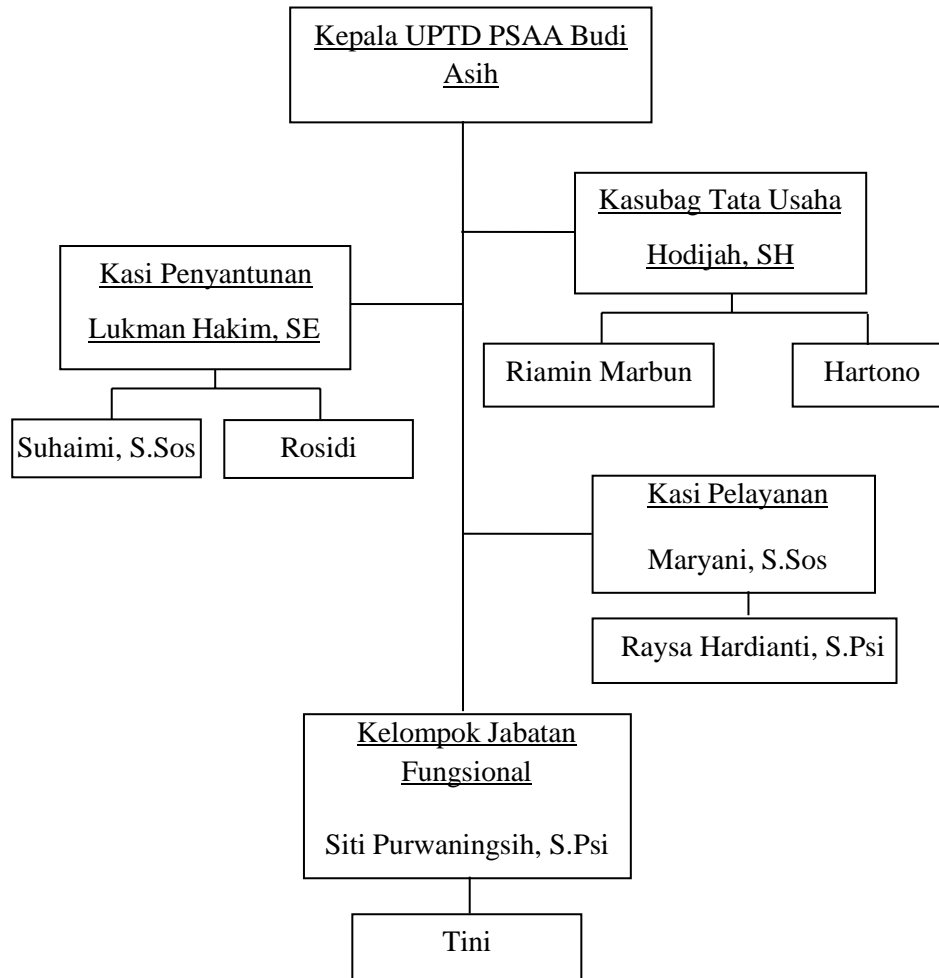 Kepala UPTD PSAA Budi
Asih
Kasubag Tata Usaha
Hodijah, SH
Kasi Penyantunan
Lukman Hakim, SE
Riamin Marbun
Hartono
Suhaimi, S.Sos
Rosidi
Kasi Pelayanan
Maryani, S.Sos
Raysa Hardianti, S.Psi
Kelompok Jabatan
Fungsional
Siti Purwaningsih, S.Psi
Tini